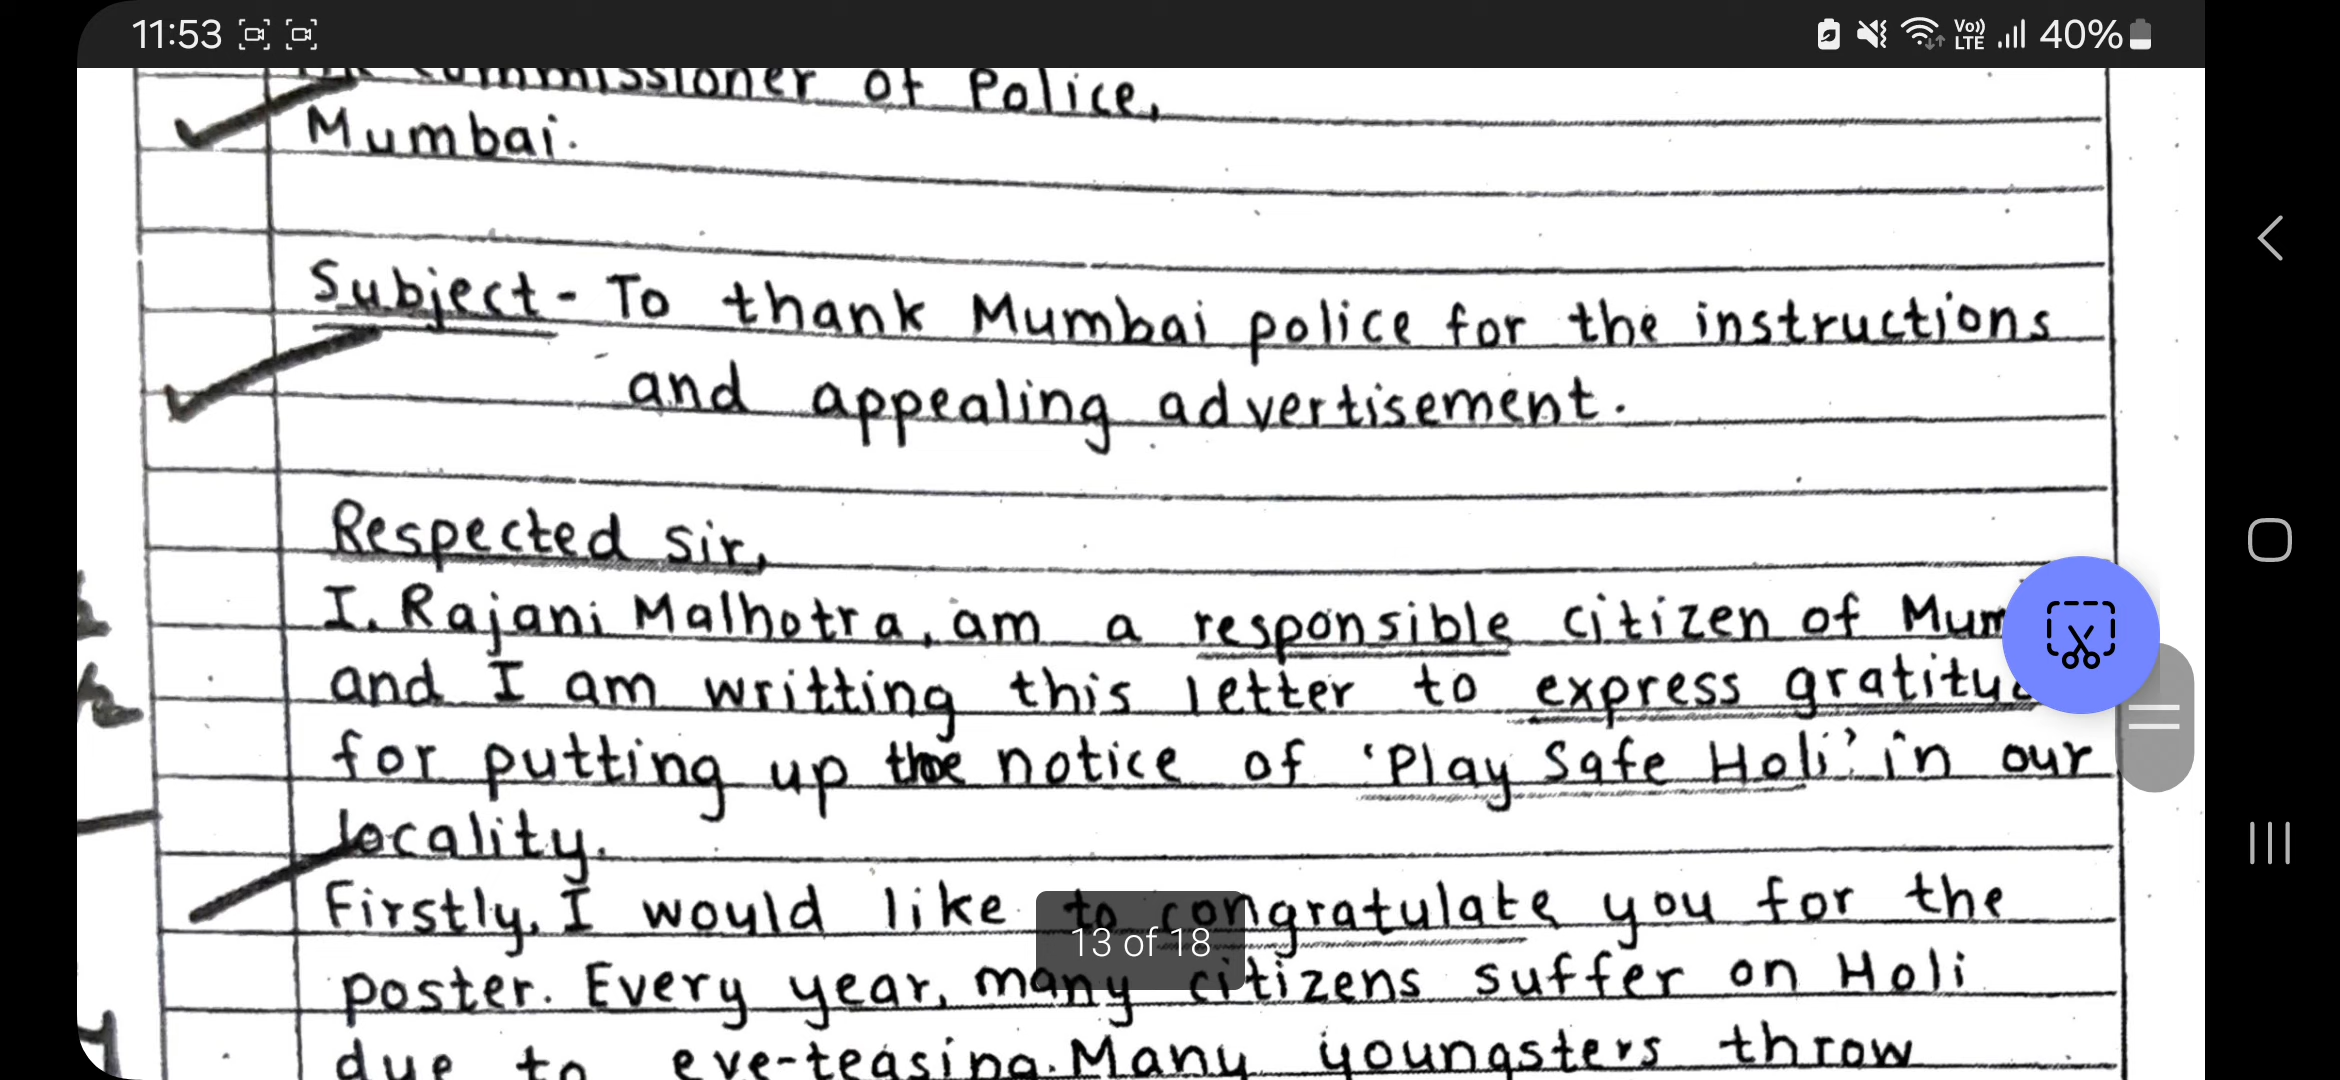 11:53
Vo)) LTE 40%
Commissioner of Police,
Mumbai.
Subject - To thank Mumbai police for the instructions
and appealing advertisement.
Respected sir,
I, Rajani Malhotra, am a responsible citizen of Mum
and I am writting this letter to express gratitu
for putting up the notice of 'Play Safe Holi' in our
locality.
Firstly, I would like to congratulate you for the
13 of 18
poster. Every year, many citizens suffer on Holi
due to eve-teasing. Many youngsters throw